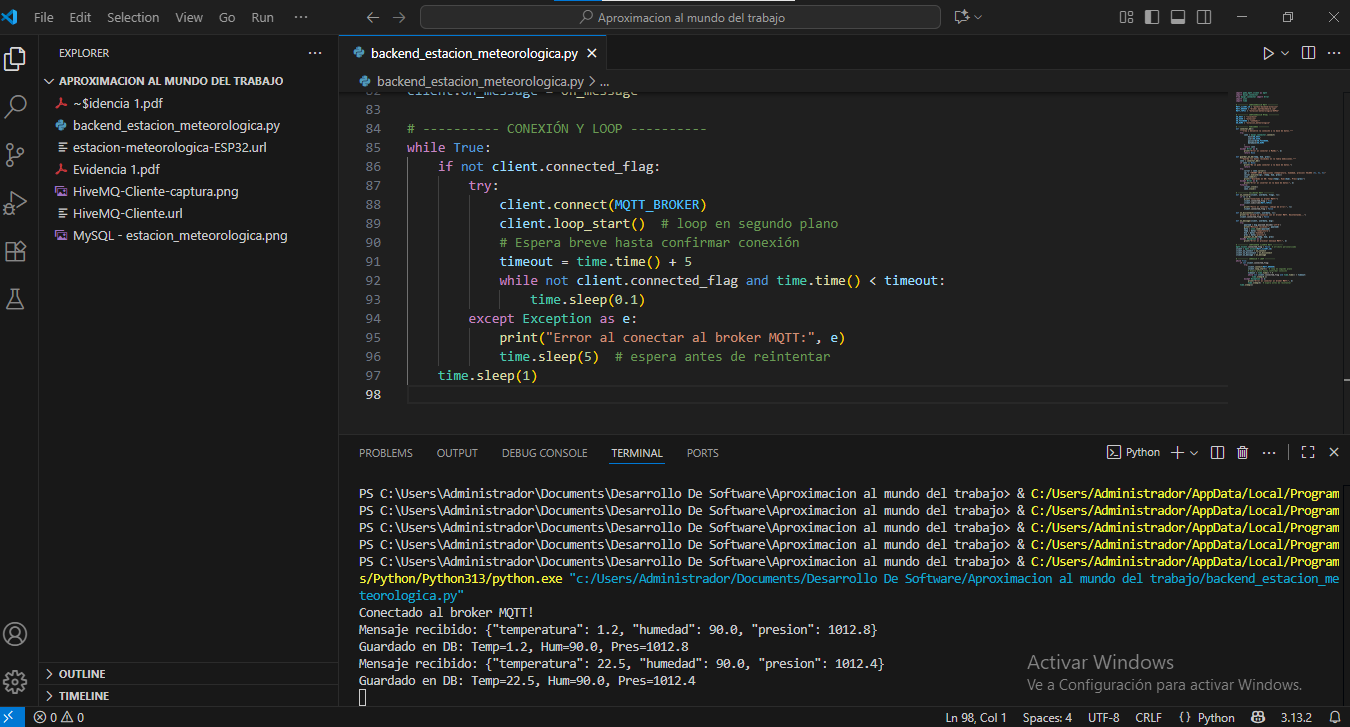 File Edit Selection View Go Run ··· ← → Aproximacion al mundo del trabajo
EXPLORER ···
APROXIMACION AL MUNDO DEL TRABAJO
~$idencia 1.pdf
backend_estacion_meteorologica.py
estacion-meteorologica-ESP32.url
Evidencia 1.pdf
HiveMQ-Cliente-captura.png
HiveMQ-Cliente.url
MySQL - estacion_meteorologica.png
OUTLINE
TIMELINE
backend_estacion_meteorologica.py
backend_estacion_meteorologica.py > ...
82 client.on_message = on_message
83
84 # ---------- CONEXIÓN Y LOOP ----------
85 while True:
86 if not client.connected_flag:
87 try:
88 client.connect(MQTT_BROKER)
89 client.loop_start()  # loop en segundo plano
90 # Espera breve hasta confirmar conexión
91 timeout = time.time() + 5
92 while not client.connected_flag and time.time() < timeout:
93 time.sleep(0.1)
94 except Exception as e:
95 print("Error al conectar al broker MQTT:", e)
96 time.sleep(5)  # espera antes de reintentar
97 time.sleep(1)
98
PROBLEMS OUTPUT DEBUG CONSOLE TERMINAL PORTS Python
PS C:\Users\Administrador\Documents\Desarrollo De Software\Aproximacion al mundo del trabajo> & C:/Users/Administrador/AppData/Local/Program
PS C:\Users\Administrador\Documents\Desarrollo De Software\Aproximacion al mundo del trabajo> & C:/Users/Administrador/AppData/Local/Program
PS C:\Users\Administrador\Documents\Desarrollo De Software\Aproximacion al mundo del trabajo> & C:/Users/Administrador/AppData/Local/Program
PS C:\Users\Administrador\Documents\Desarrollo De Software\Aproximacion al mundo del trabajo> & C:/Users/Administrador/AppData/Local/Program
PS C:\Users\Administrador\Documents\Desarrollo De Software\Aproximacion al mundo del trabajo> & C:/Users/Administrador/AppData/Local/Program
s/Python/Python313/python.exe "c:/Users/Administrador/Documents/Desarrollo De Software/Aproximacion al mundo del trabajo/backend_estacion_me
teorologica.py"
Conectado al broker MQTT!
Mensaje recibido: {"temperatura": 1.2, "humedad": 90.0, "presion": 1012.8}
Guardado en DB: Temp=1.2, Hum=90.0, Pres=1012.8
Mensaje recibido: {"temperatura": 22.5, "humedad": 90.0, "presion": 1012.4}
Guardado en DB: Temp=22.5, Hum=90.0, Pres=1012.4
Activar Windows
Ve a Configuración para activar Windows.
0 0 Ln 98, Col 1 Spaces: 4 UTF-8 CRLF {} Python 3.13.2